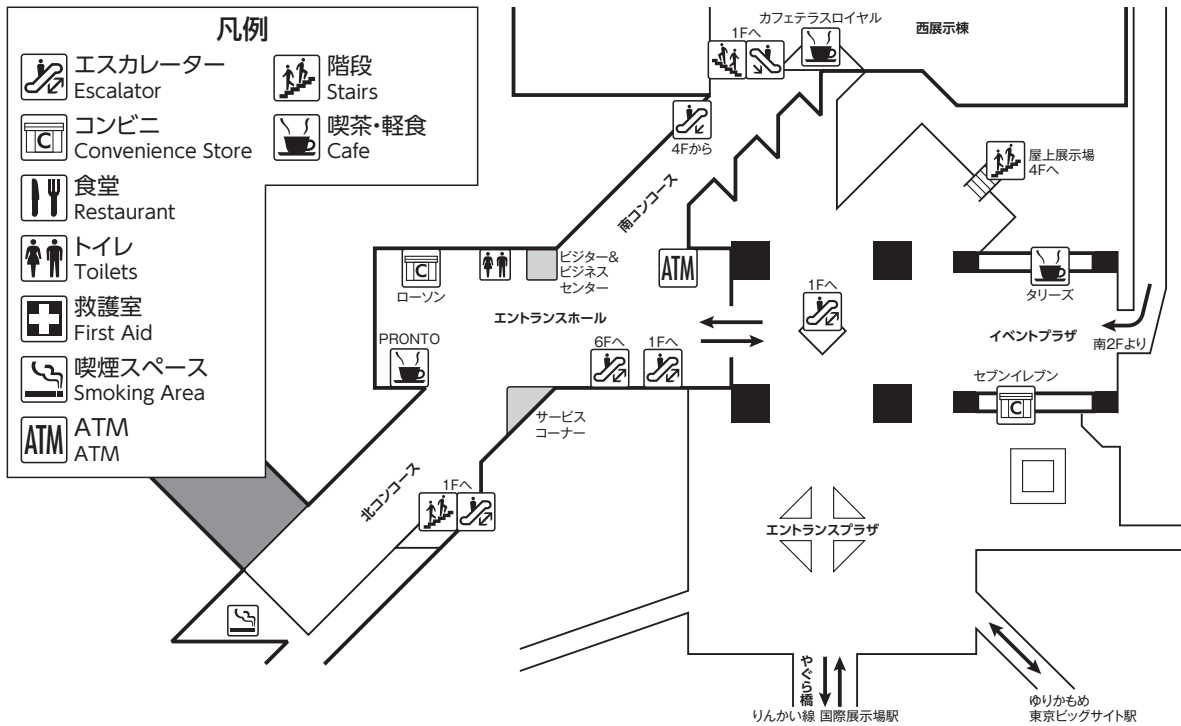 凡例
エスカレーター
Escalator
階段
Stairs
コンビニ
Convenience Store
C
喫茶・軽食
Cafe
食堂
Restaurant
トイレ
Toilets
救護室
First Aid
喫煙スペース
Smoking Area
ATM
ATM
ATM
カフェテラスロイヤル
西展示棟
1Fへ
4Fから
屋上展示場
4Fへ
南コンコース
C
ローソン
ビジター&
ビジネス
センター
ATM
1Fへ
タリーズ
エントランスホール
イベントプラザ
南2Fより
PRONTO
6Fへ
1Fへ
セブンイレブン
C
サービス
コーナー
北コンコース
1Fへ
エントランスプラザ
やぐら橋
りんかい線 国際展示場駅
ゆりかもめ
東京ビッグサイト駅